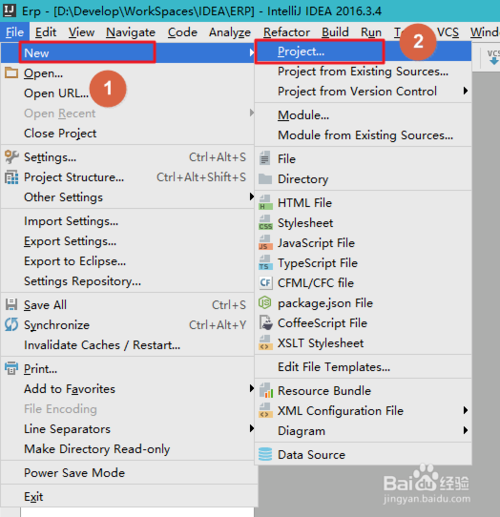 Erp - [D:\Develop\WorkSpaces\IDEA\ERP] - IntelliJ IDEA 2016.3.4
File Edit View Navigate Code Analyze Refactor Build Run VCS
New
Open...
Open URL...
Open Recent
Close Project
Settings... Ctrl+Alt+S
Project Structure... Ctrl+Alt+Shift+S
Other Settings
Import Settings...
Export Settings...
Export to Eclipse...
Settings Repository...
Save All Ctrl+S
Synchronize Ctrl+Alt+Y
Invalidate Caches / Restart...
Print...
Add to Favorites
File Encoding
Line Separators
Make Directory Read-only
Power Save Mode
Exit
1
Project...
2
Project from Existing Sources...
Project from Version Control
Module...
Module from Existing Sources...
File
Directory
HTML File
Stylesheet
JavaScript File
TypeScript File
CFML/CFC file
package.json File
CoffeeScript File
XSLT Stylesheet
Edit File Templates...
Resource Bundle
XML Configuration File
Diagram
Data Source
VCS
Baidu 经验
jingyan.baidu.com